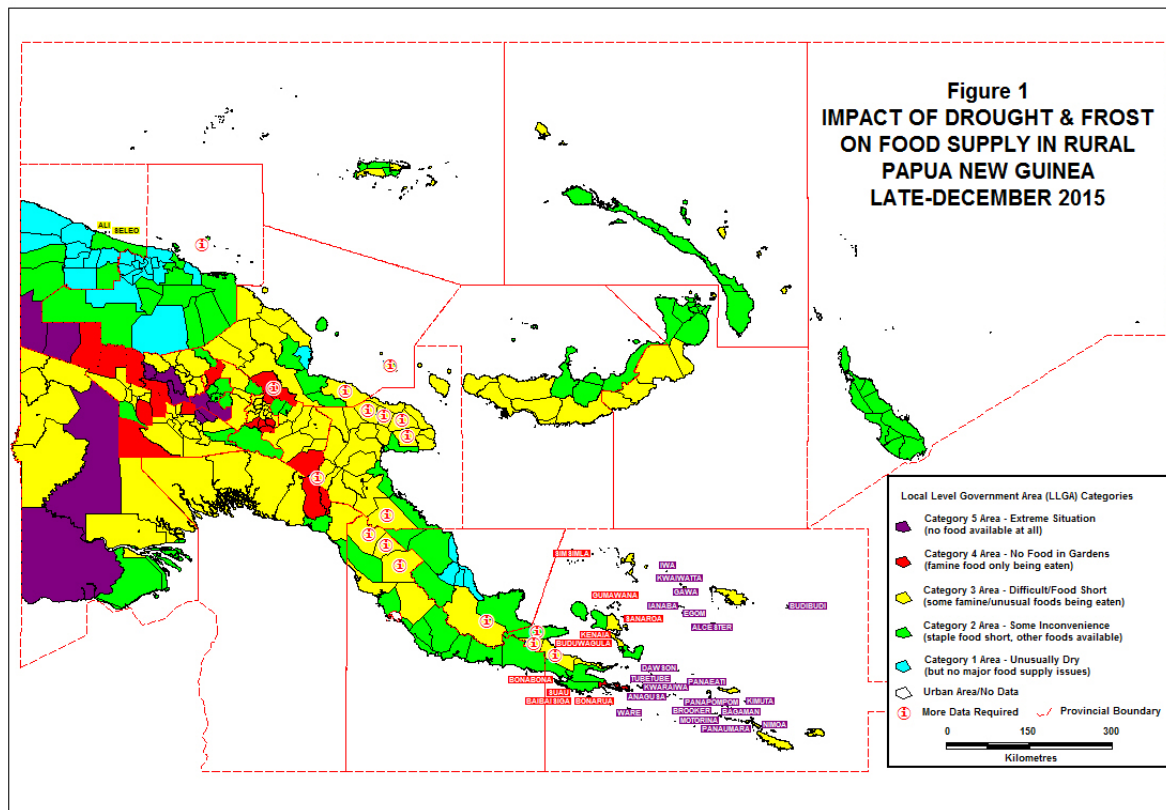 Figure 1
IMPACT OF DROUGHT & FROST
ON FOOD SUPPLY IN RURAL
PAPUA NEW GUINEA
LATE-DECEMBER 2015
ALI
SELEO
SIMSIMLA
IWA
KWAIWATTA
GUMAWANA
GAWA
IANABA
EGOM
BUDIBUDI
SANAROA
ALCESTER
KENAIA
BUDUWAGULA
DAWSON
BONABONA
TUBETUBE
PANAEATI
KWARAIWA
SUAU
ANAGUSA
PANAPOMPOM
KIMUTA
BAIBAISIGA
BONARUA
WARE
BROOKER
BAGAMAN
MOTORINA
NIMOA
PANAUMARA
Local Level Government Area (LLGA) Categories
Category 5 Area - Extreme Situation
(no food available at all)
Category 4 Area - No Food in Gardens
(famine food only being eaten)
Category 3 Area - Difficult/Food Short
(some famine/unusual foods being eaten)
Category 2 Area - Some Inconvenience
(staple food short, other foods available)
Category 1 Area - Unusually Dry
(but no major food supply issues)
Urban Area/No Data
i More Data Required
Provincial Boundary
0 150 300
Kilometres